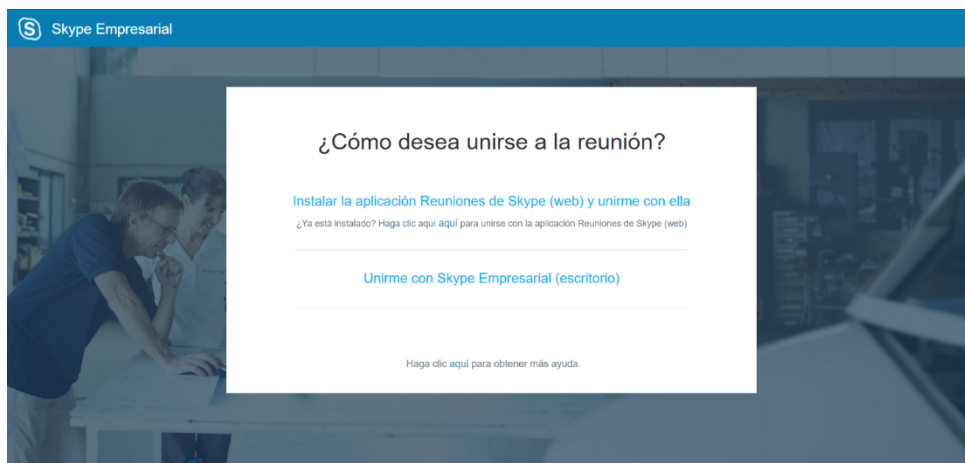 Skype Empresarial
¿Cómo desea unirse a la reunión?
Instalar la aplicación Reuniones de Skype (web) y unirme con ella
¿Ya está instalado? Haga clic aquí aquí para unirse con la aplicación Reuniones de Skype (web)
Unirme con Skype Empresarial (escritorio)
Haga clic aquí para obtener más ayuda.